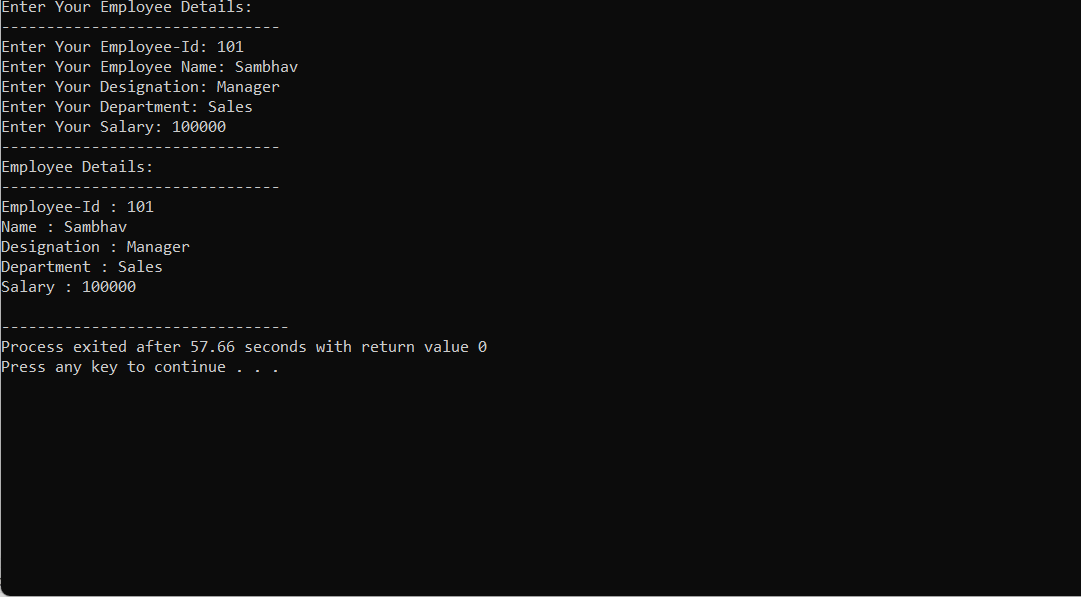 Enter Your Employee Details:
-------------------------------
Enter Your Employee-Id: 101
Enter Your Employee Name: Sambhav
Enter Your Designation: Manager
Enter Your Department: Sales
Enter Your Salary: 100000
-------------------------------
Employee Details:
-------------------------------
Employee-Id : 101
Name : Sambhav
Designation : Manager
Department : Sales
Salary : 100000
--------------------------------
Process exited after 57.66 seconds with return value 0
Press any key to continue . . .